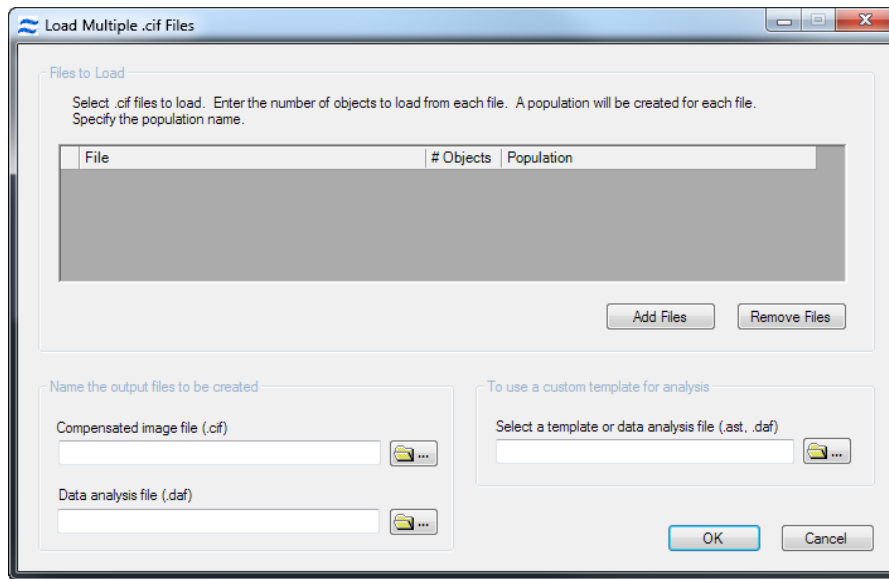 Load Multiple .cif Files
Files to Load
Select .cif files to load.  Enter the number of objects to load from each file.  A population will be created for each file.
Specify the population name.
File # Objects Population
Add Files Remove Files
Name the output files to be created
Compensated image file (.cif)
...
Data analysis file (.daf)
...
To use a custom template for analysis
Select a template or data analysis file (.ast, .daf)
...
OK Cancel